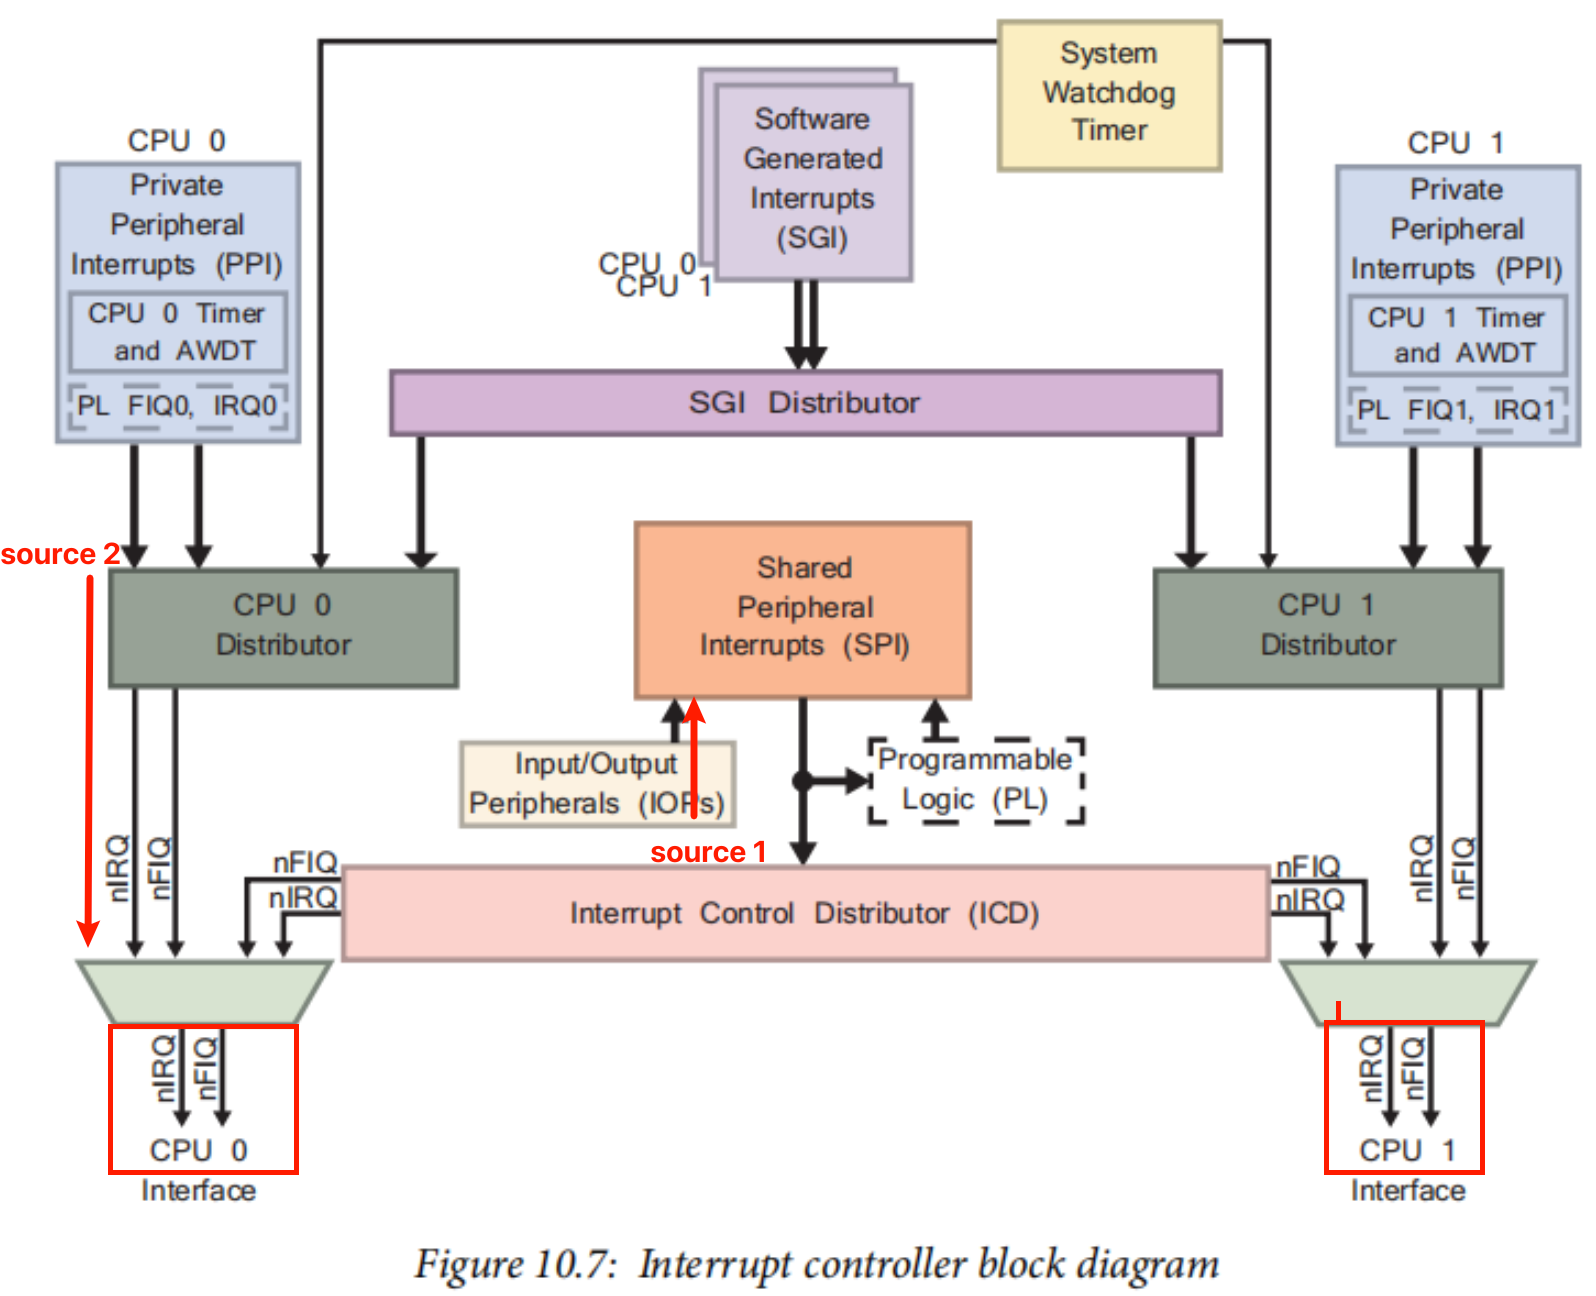 System
Watchdog
Timer
Software
Generated
Interrupts
(SGI)
CPU 0
CPU 1
CPU 0
Private
Peripheral
Interrupts (PPI)
CPU 0 Timer
and AWDT
PL FIQ0, IRQ0
CPU 1
Private
Peripheral
Interrupts (PPI)
CPU 1 Timer
and AWDT
PL FIQ1, IRQ1
SGI Distributor
source 2
CPU 0
Distributor
Shared
Peripheral
Interrupts (SPI)
CPU 1
Distributor
Input/Output
Peripherals (IOPs)
Programmable
Logic (PL)
source 1
nIRQ
nFIQ
nFIQ
nIRQ
Interrupt Control Distributor (ICD)
nFIQ
nIRQ
nIRQ
nFIQ
nIRQ
nFIQ
CPU 0
Interface
nIRQ
nFIQ
CPU 1
Interface
Figure 10.7: Interrupt controller block diagram